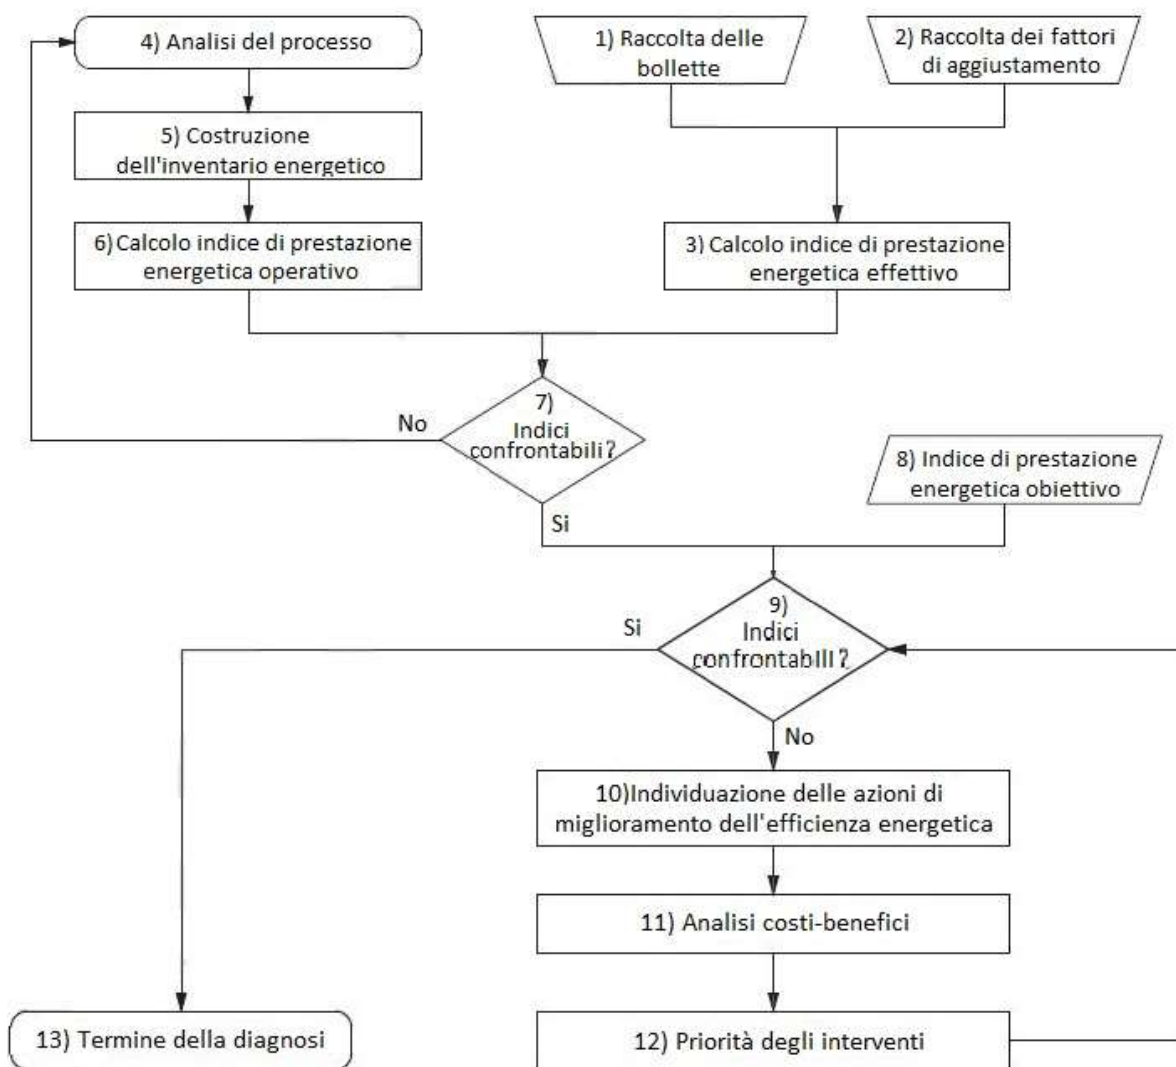 4) Analisi del processo
1) Raccolta delle
bollette
2) Raccolta dei fattori
di aggiustamento
5) Costruzione
dell'inventario energetico
6) Calcolo indice di prestazione
energetica operativo
3) Calcolo indice di prestazione
energetica effettivo
7)
Indici
confrontabili?
No
Si
8) Indice di prestazione
energetica obiettivo
9)
Indici
confrontabili?
Si
No
10)Individuazione delle azioni di
miglioramento dell'efficienza energetica
11) Analisi costi-benefici
13) Termine della diagnosi
12) Priorità degli interventi